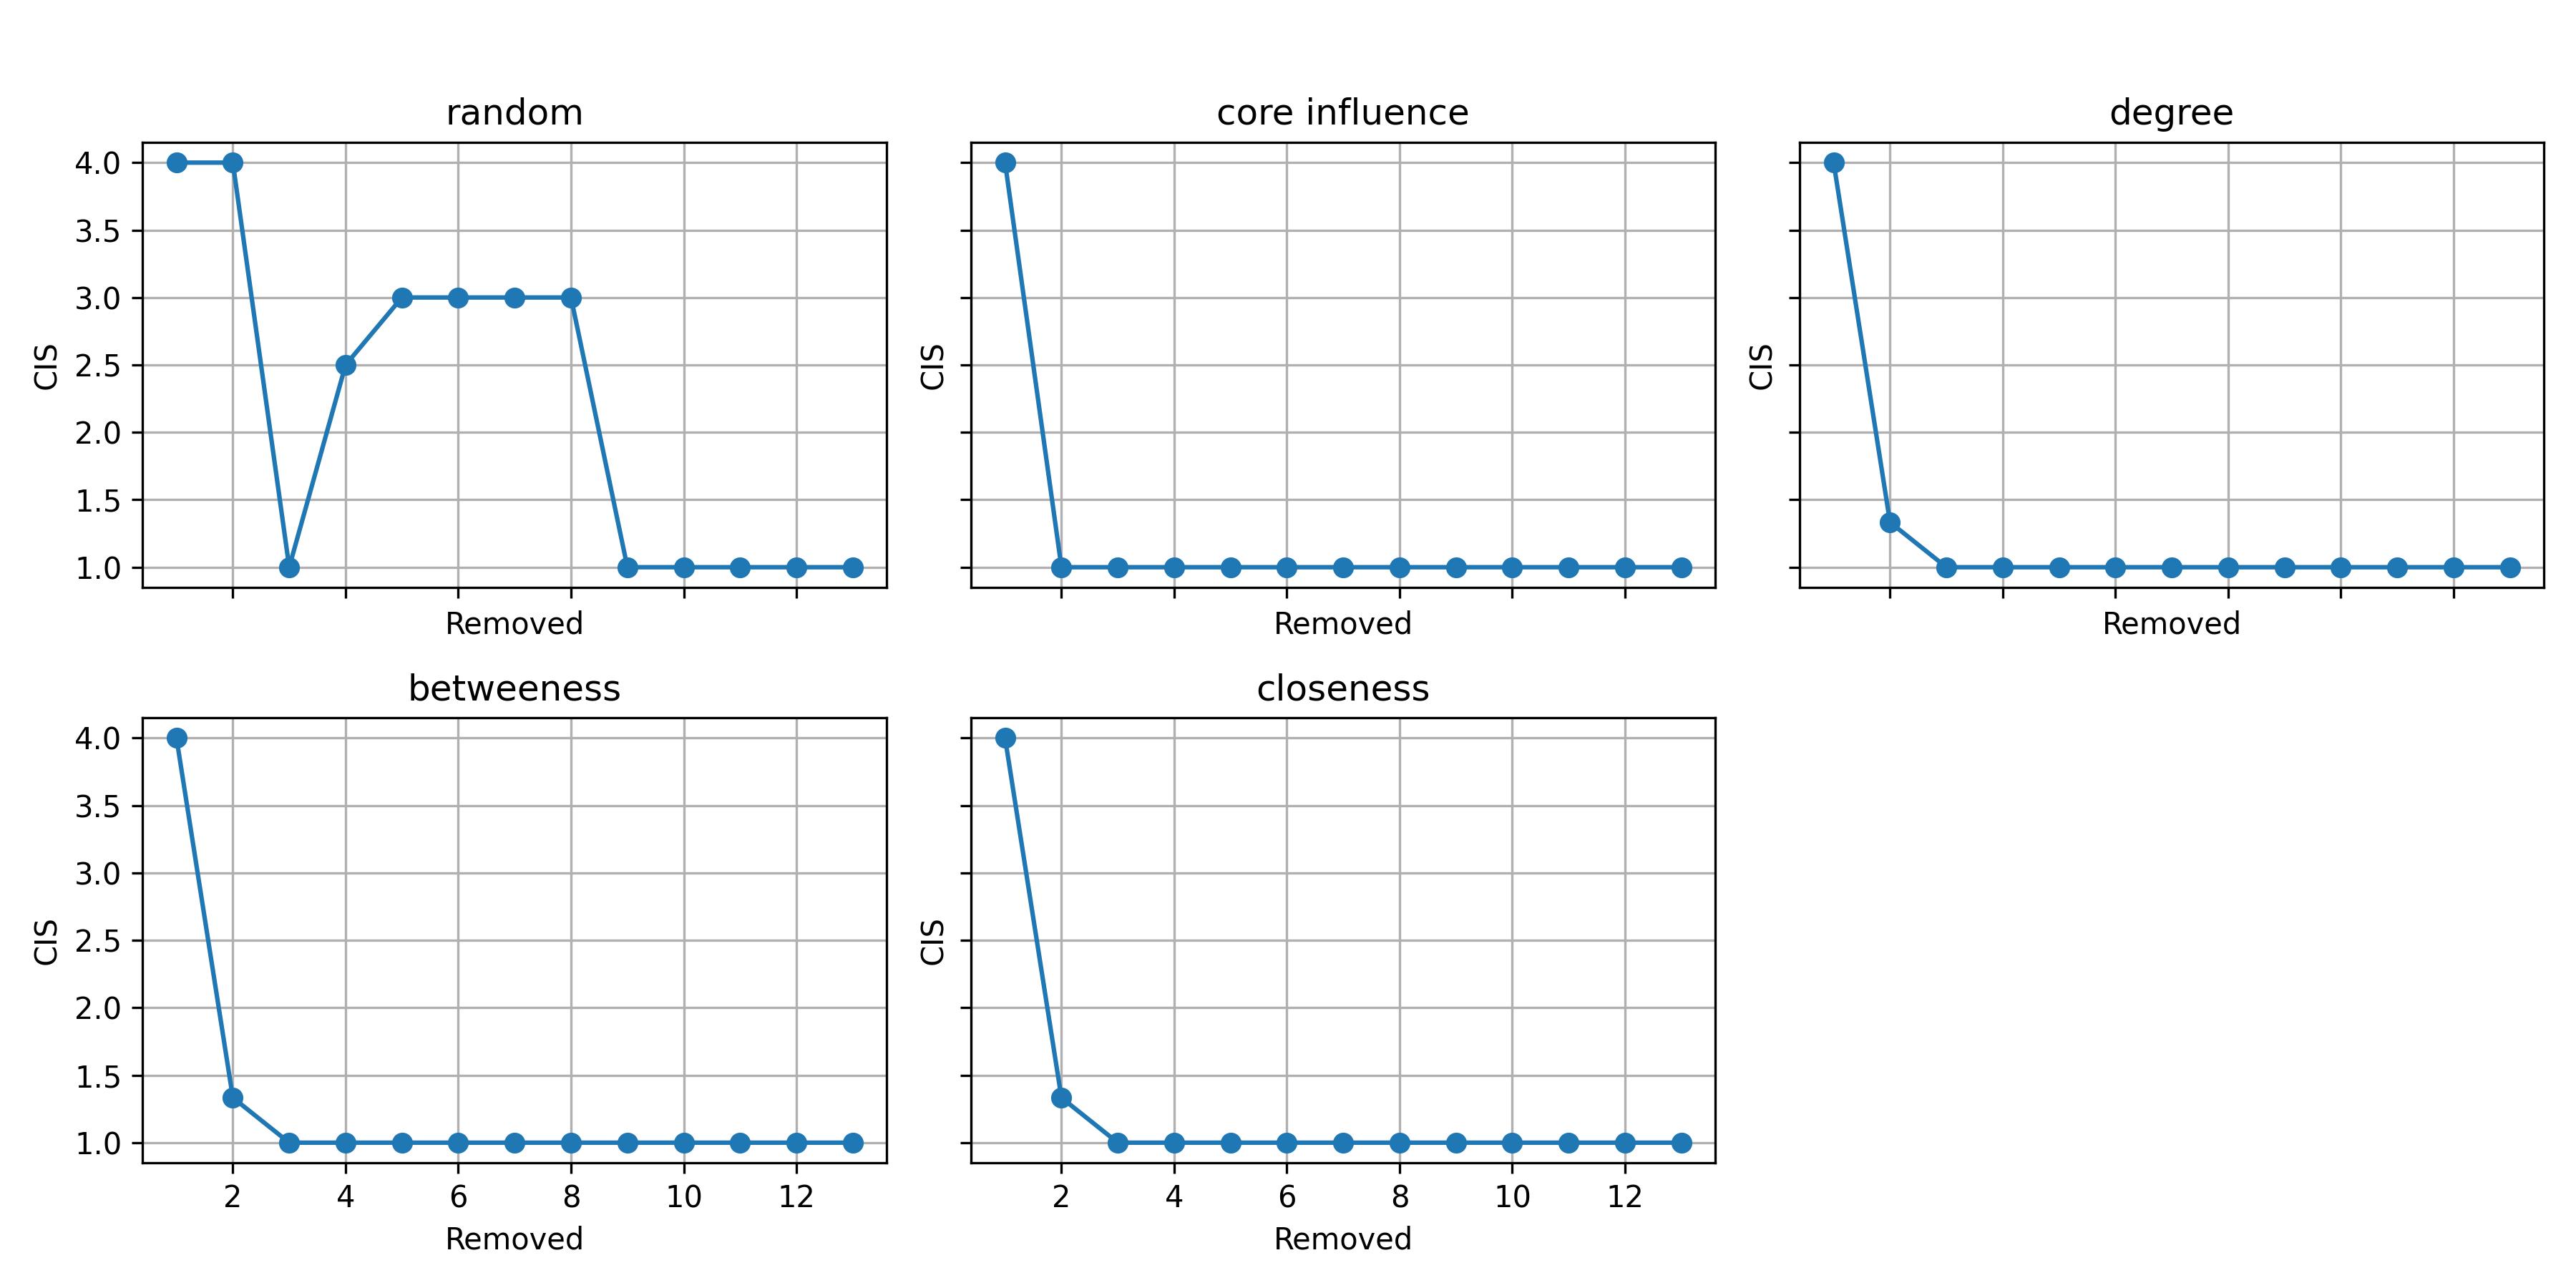 random
core influence
degree
4.0
3.5
3.0
2.5
2.0
1.5
1.0
CIS
CIS
CIS
Removed
Removed
Removed
betweeness
closeness
4.0
3.5
3.0
2.5
2.0
1.5
1.0
CIS
CIS
2 4 6 8 10 12
2 4 6 8 10 12
Removed
Removed